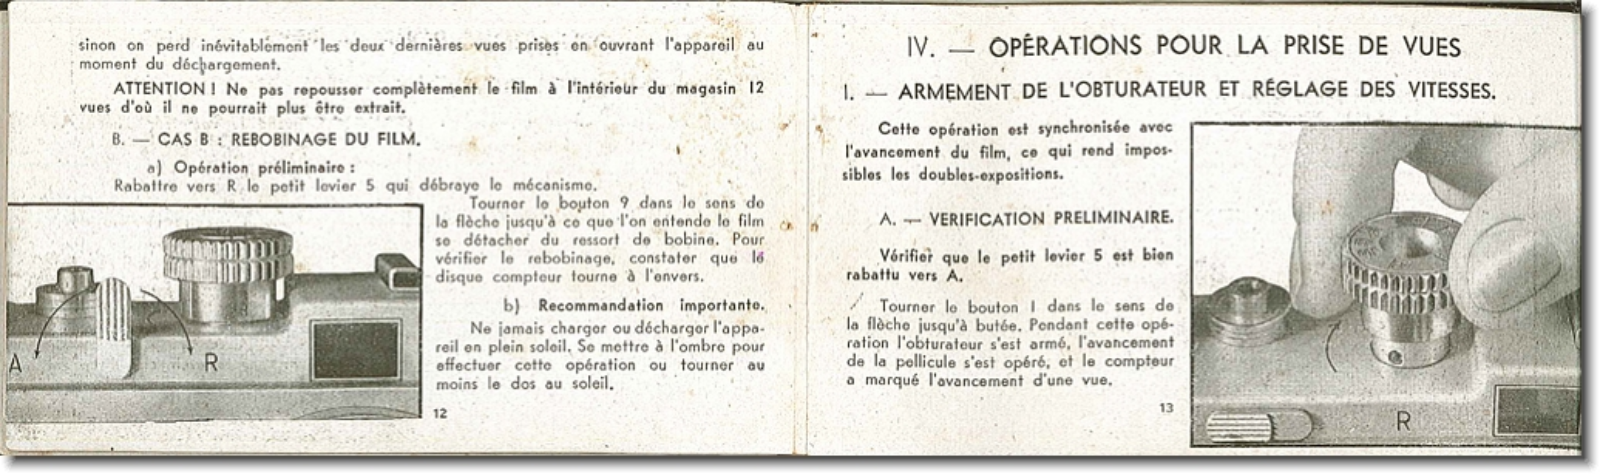 sinon on perd inévitablement les deux dernières vues prises en ouvrant l'appareil au
moment du déchargement.
ATTENTION ! Ne pas repousser complètement le film à l'intérieur du magasin 12
vues d'où il ne pourrait plus être extrait.
B. — CAS B : REBOBINAGE DU FILM.
a) Opération préliminaire :
Rabattre vers R le petit levier 5 qui débraye le mécanisme.
Tourner le bouton 9 dans le sens de
la flèche jusqu'à ce que l'on entende le film
se détacher du ressort de bobine. Pour
vérifier le rebobinage, constater que le
disque compteur tourne à l'envers.
b) Recommandation importante.
Ne jamais charger ou décharger l'appa-
reil en plein soleil. Se mettre à l'ombre pour
effectuer cette opération ou tourner au
moins le dos au soleil.
A
R
12
IV. — OPÉRATIONS POUR LA PRISE DE VUES
I. — ARMEMENT DE L'OBTURATEUR ET RÉGLAGE DES VITESSES.
Cette opération est synchronisée avec
l'avancement du film, ce qui rend impos-
sibles les doubles-expositions.
A. — VERIFICATION PRELIMINAIRE.
Vérifier que le petit levier 5 est bien
rabattu vers A.
Tourner le bouton I dans le sens de
la flèche jusqu'à butée. Pendant cette opé-
ration l'obturateur s'est armé, l'avancement
de la pellicule s'est opéré, et le compteur
a marqué l'avancement d'une vue.
13
R